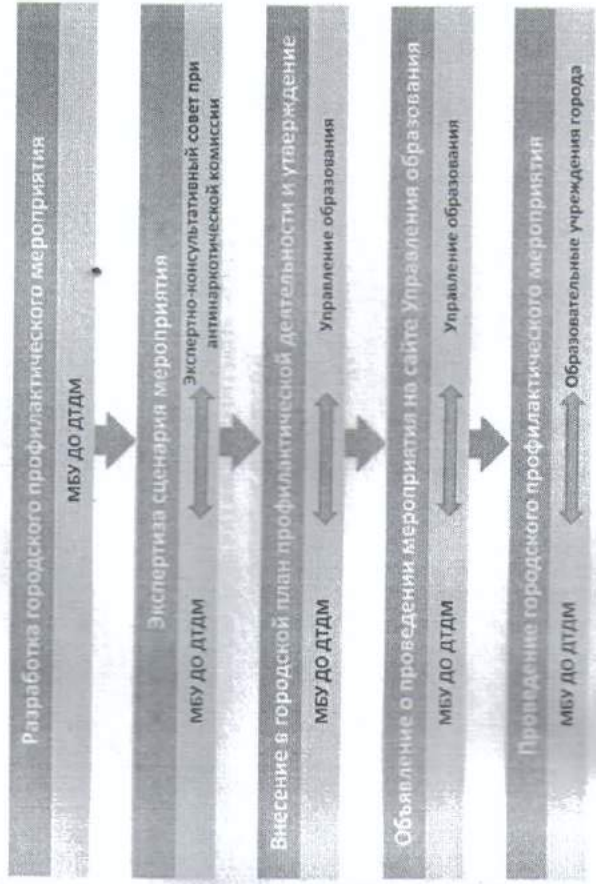 Разработка городского профилактического мероприятия
МБУ ДО ДТДМ
Экспертиза сценария мероприятия
МБУ ДО ДТДМ
Экспертно-консультативный совет при
антинаркотической комиссии
Внесение в городской план профилактической деятельности и утверждение
МБУ ДО ДТДМ
Управление образования
Объявление о проведении мероприятия на сайте Управления образования
МБУ ДО ДТДМ
Управление образования
Проведение городского профилактического мероприятия
МБУ ДО ДТДМ
Образовательные учреждения города